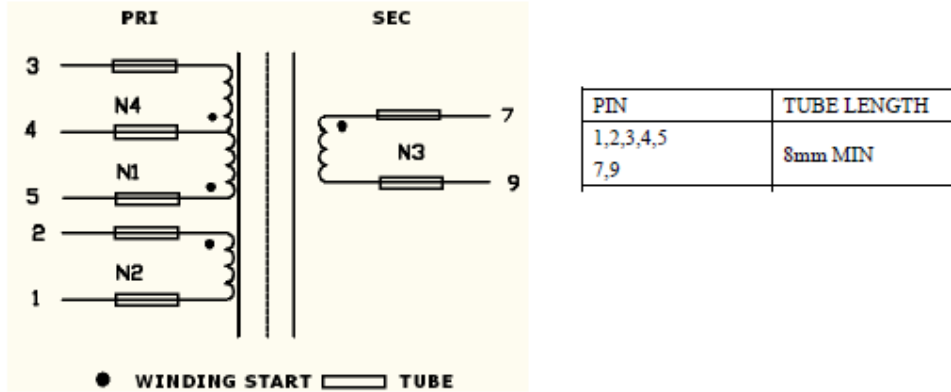 PRI SEC
3
N4
4
N1
5
2
N2
1
7
N3
9
● WINDING START TUBE
PIN TUBE LENGTH
1,2,3,4,5
7,9
8mm MIN